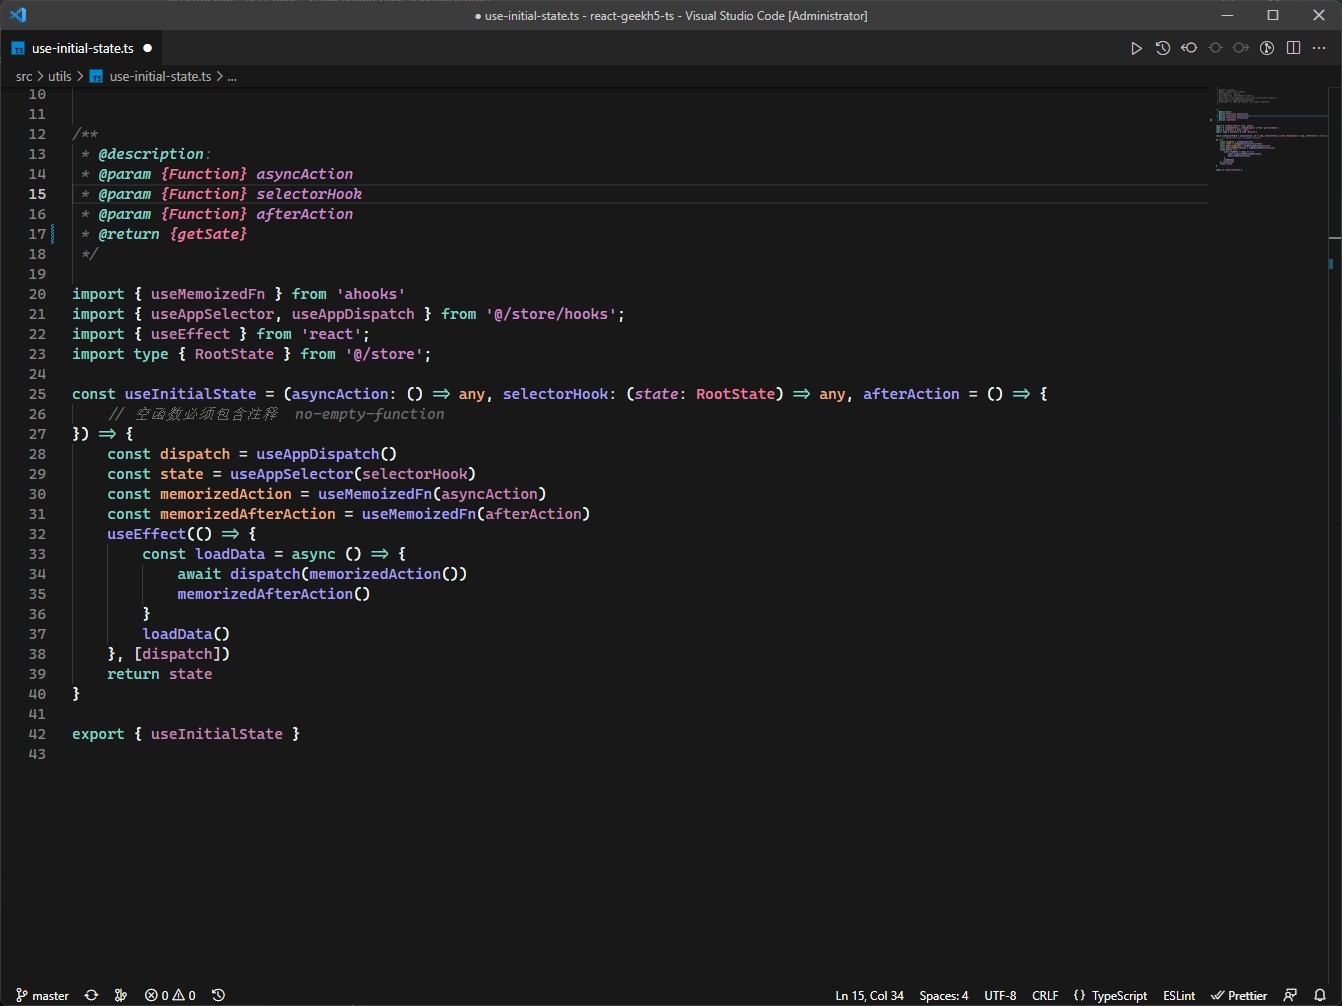 ● use-initial-state.ts - react-geekh5-ts - Visual Studio Code [Administrator]
use-initial-state.ts ●
src > utils > use-initial-state.ts > ...
10
11
12 /**
13 * @description:
14 * @param {Function} asyncAction
15 * @param {Function} selectorHook
16 * @param {Function} afterAction
17 * @return {getSate}
18 */
19
20 import { useMemoizedFn } from 'ahooks'
21 import { useAppSelector, useAppDispatch } from '@/store/hooks';
22 import { useEffect } from 'react';
23 import type { RootState } from '@/store';
24
25 const useInitialState = (asyncAction: () => any, selectorHook: (state: RootState) => any, afterAction = () => {
26 // 空函数必须包含注释 no-empty-function
27 }) => {
28 const dispatch = useAppDispatch()
29 const state = useAppSelector(selectorHook)
30 const memorizedAction = useMemoizedFn(asyncAction)
31 const memorizedAfterAction = useMemoizedFn(afterAction)
32 useEffect(() => {
33 const loadData = async () => {
34 await dispatch(memorizedAction())
35 memorizedAfterAction()
36 }
37 loadData()
38 }, [dispatch])
39 return state
40 }
41
42 export { useInitialState }
43
master 0 0 Ln 15, Col 34 Spaces: 4 UTF-8 CRLF {} TypeScript ESLint Prettier